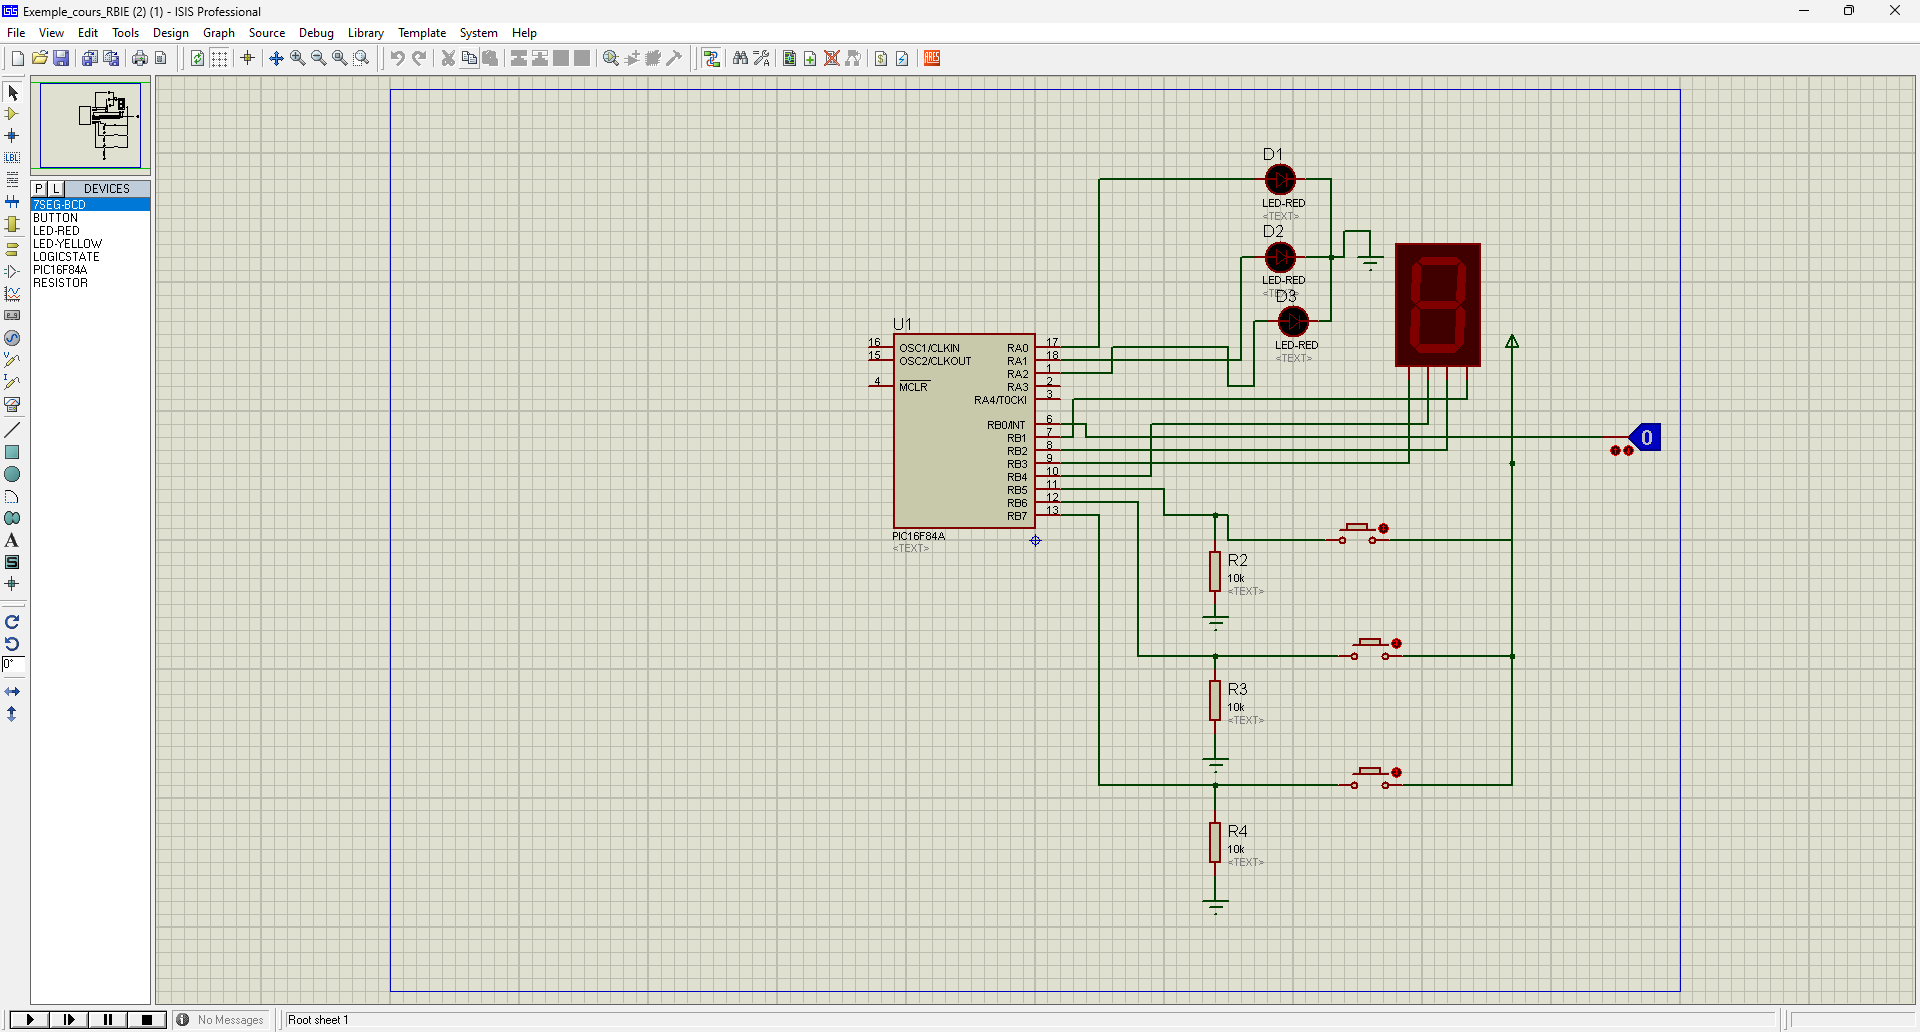 Exemple_cours_RBIE (2) (1) - ISIS Professional
File View Edit Tools Design Graph Source Debug Library Template System Help
P L DEVICES
7SEG-BCD
BUTTON
LED-RED
LED-YELLOW
LOGICSTATE
PIC16F84A
RESISTOR
LBL
A
S
0°
ARES
D1
LED-RED
<TEXT>
D2
LED-RED
D3
LED-RED
<TEXT>
U1
16 OSC1/CLKIN RA0 17
15 OSC2/CLKOUT RA1 18
RA2 1
4 MCLR RA3 2
RA4/T0CKI 3
RB0/INT 6
RB1 7
RB2 8
RB3 9
RB4 10
RB5 11
RB6 12
RB7 13
PIC16F84A
<TEXT>
0
R2
10k
<TEXT>
R3
10k
<TEXT>
R4
10k
<TEXT>
No Messages
Root sheet 1